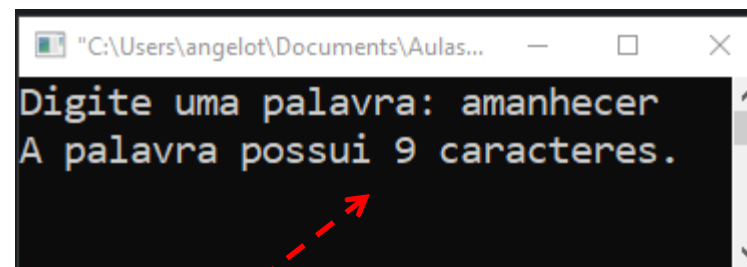 "C:\Users\angelot\Documents\Aulas...
Digite uma palavra: amanhecer
A palavra possui 9 caracteres.